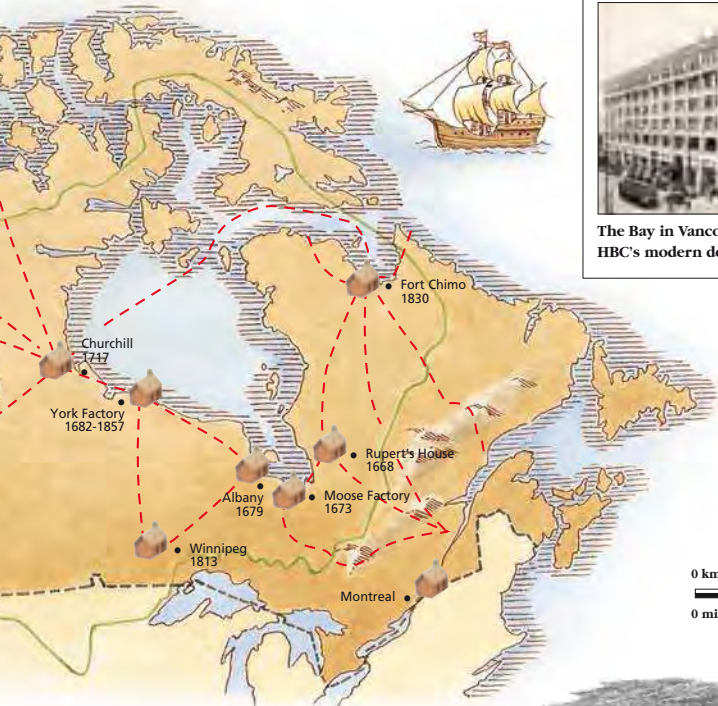 The Bay in Vanco
HBC's modern de
Fort Chimo
1830
Churchill
1717
York Factory
1682-1857
Rupert's House
1668
Albany
1679
Moose Factory
1673
Winnipeg
1813
Montreal
0 km
0 mi